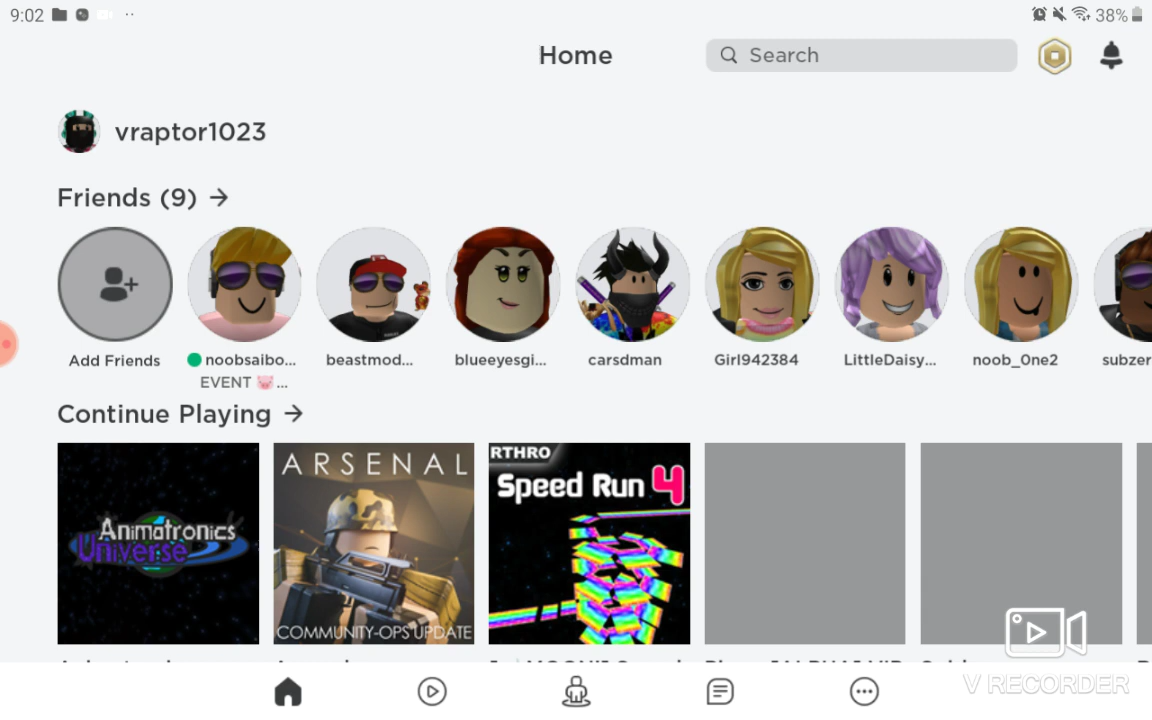 9:02
38%
Home
Search
vraptor1023
Friends (9) →
Add Friends
noobsaibo...
EVENT 🐷...
beastmod...
blueeyesgi...
carsdman
Girl942384
LittleDaisy...
noob_0ne2
subzer
Continue Playing →
Animatronics
Universe
ARSENAL
COMMUNITY-OPS UPDATE
RTHRO
Speed Run 4
V RECORDER